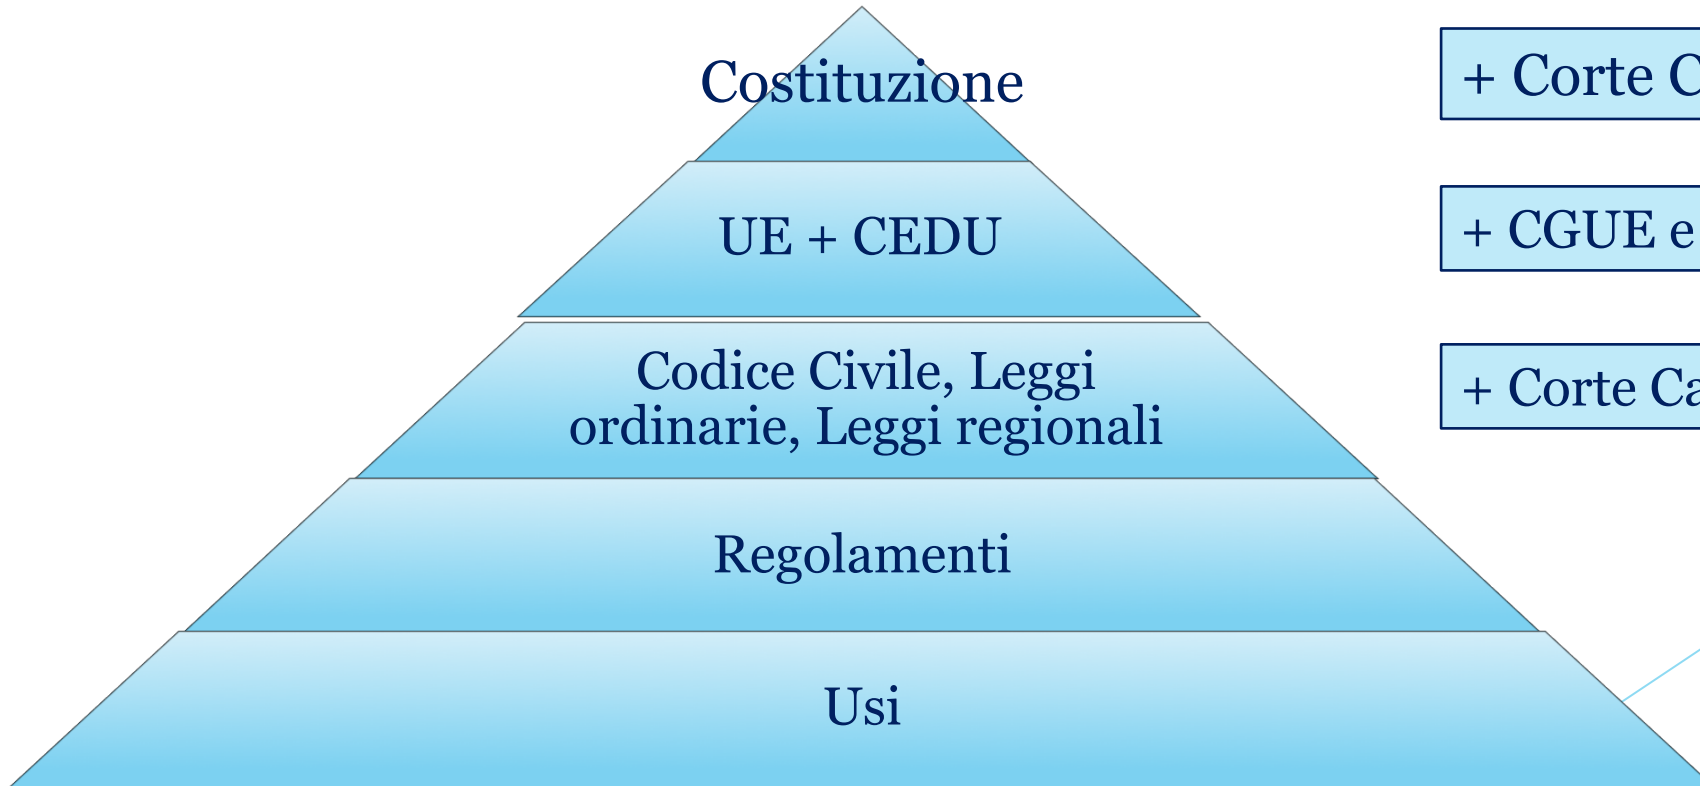 Costituzione
+ Corte
UE + CEDU
+ CGUE e
Codice Civile, Leggi
ordinarie, Leggi regionali
+ Corte
Regolamenti
Usi